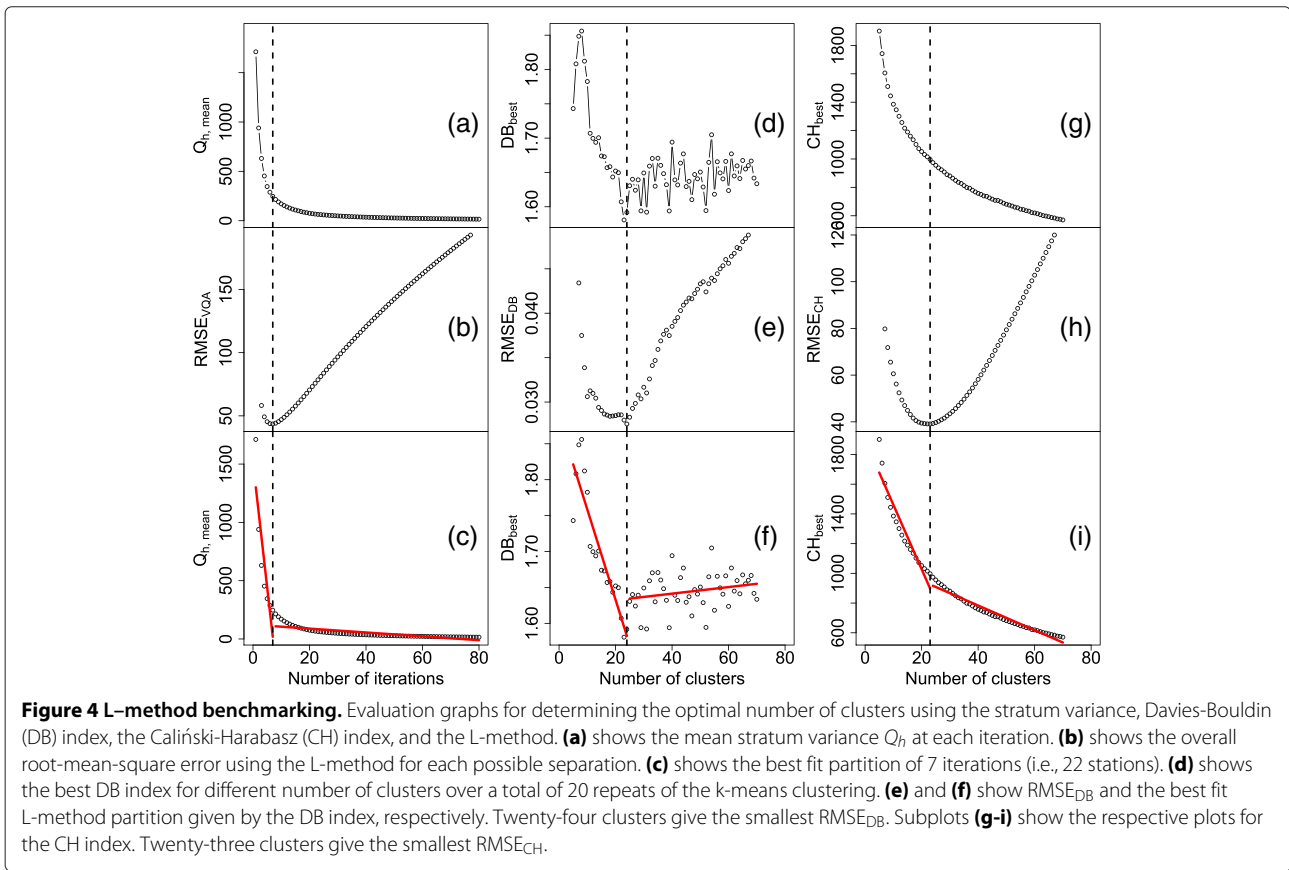 Q_h, mean
0 500 1000
(a)
DB_best
1.60 1.70 1.80
(d)
CH_best
600 1000 1400 1800
(g)
RMSE_VQA
50 100 150
(b)
RMSE_DB
0.030 0.040
(e)
RMSE_CH
40 60 80 100 120
(h)
Q_h, mean
0 500 1000 1500
(c)
DB_best
1.60 1.70 1.80
(f)
CH_best
600 1000 1400 1800
(i)
0 20 40 60 80
0 20 40 60 80
0 20 40 60 80
Number of iterations
Number of clusters
Number of clusters
Figure 4 L–method benchmarking. Evaluation graphs for determining the optimal number of clusters using the stratum variance, Davies-Bouldin
(DB) index, the Caliński-Harabasz (CH) index, and the L-method. (a) shows the mean stratum variance Q_h at each iteration. (b) shows the overall
root-mean-square error using the L-method for each possible separation. (c) shows the best fit partition of 7 iterations (i.e., 22 stations). (d) shows
the best DB index for different number of clusters over a total of 20 repeats of the k-means clustering. (e) and (f) show RMSE_DB and the best fit
L-method partition given by the DB index, respectively. Twenty-four clusters give the smallest RMSE_DB. Subplots (g-i) show the respective plots for
the CH index. Twenty-three clusters give the smallest RMSE_CH.